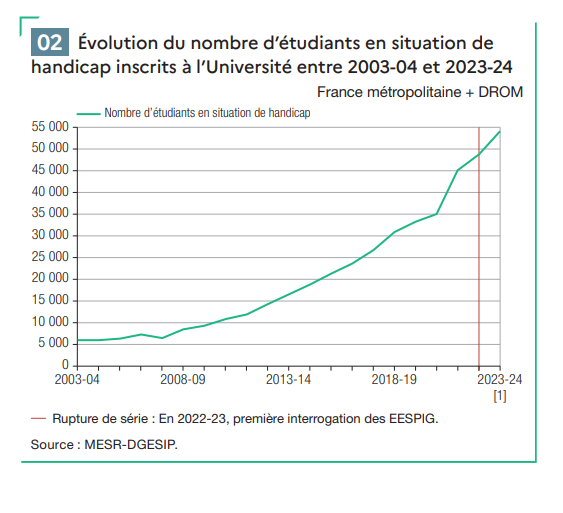 02 Évolution du nombre d'étudiants en situation de
handicap inscrits à l'Université entre 2003-04 et 2023-24
France métropolitaine + DROM
Nombre d'étudiants en situation de handicap
55 000
50 000
45 000
40 000
35 000
30 000
25 000
20 000
15 000
10 000
5 000
0
2003-04 2008-09 2013-14 2018-19 2023-24
[1]
Rupture de série : En 2022-23, première interrogation des EESPIG.
Source : MESR-DGESIP.